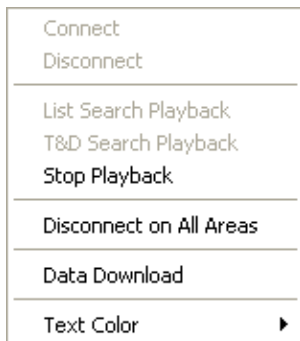 Connect
Disconnect
List Search Playback
T&D Search Playback
Stop Playback
Disconnect on All Areas
Data Download
Text Color